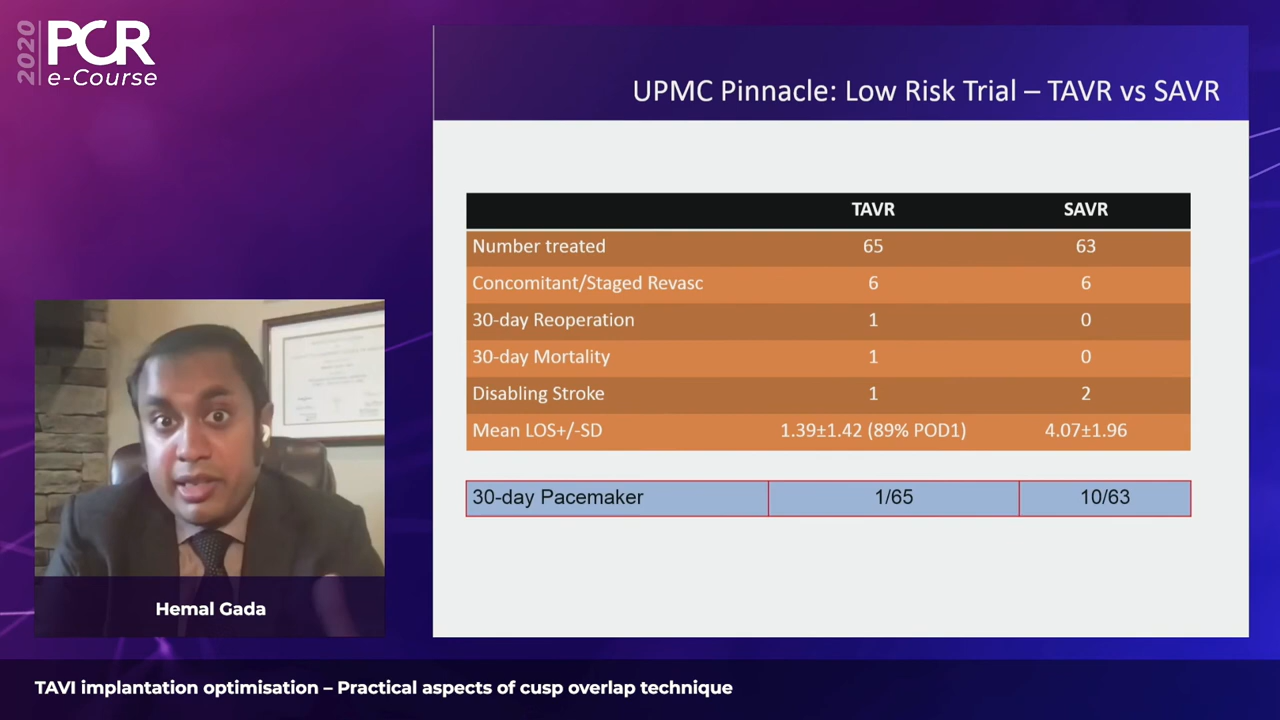 2020
PCR
e-Course
UPMC Pinnacle: Low Risk Trial – TAVR vs SAVR
TAVR SAVR
Number treated 65 63
Concomitant/Staged Revasc 6 6
30-day Reoperation 1 0
30-day Mortality 1 0
Disabling Stroke 1 2
Mean LOS+/-SD 1.39±1.42 (89% POD1) 4.07±1.96
30-day Pacemaker 1/65 10/63
Hemal Gada
TAVI implantation optimisation – Practical aspects of cusp overlap technique